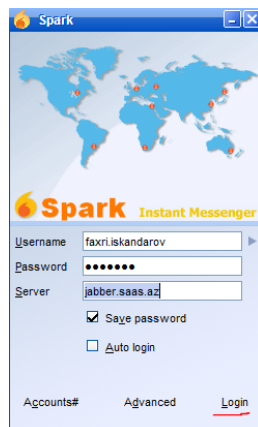 Spark
Spark Instant Messenger
Username faxri.iskandarov
Password •••••••
Server jabber.saas.az
Save password
Auto login
Accounts# Advanced Login